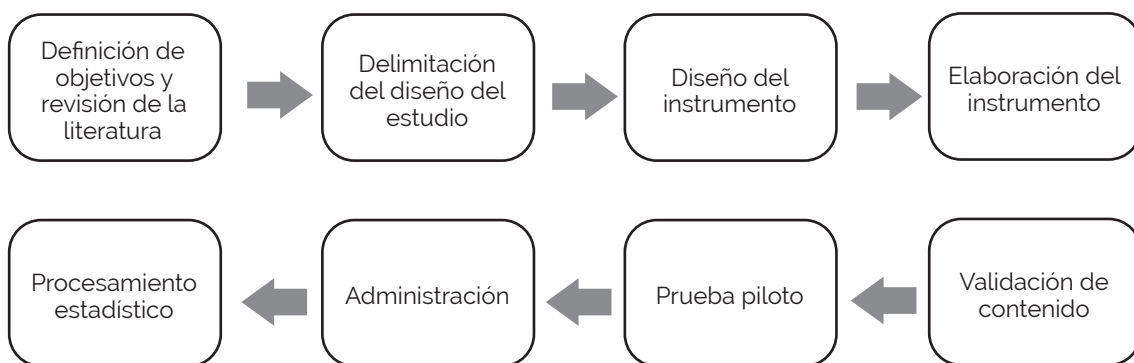 Definición de
objetivos y
revisión de la
literatura
Delimitación
del diseño del
estudio
Diseño del
instrumento
Elaboración del
instrumento
Procesamiento
estadístico
Administración
Prueba piloto
Validación de
contenido